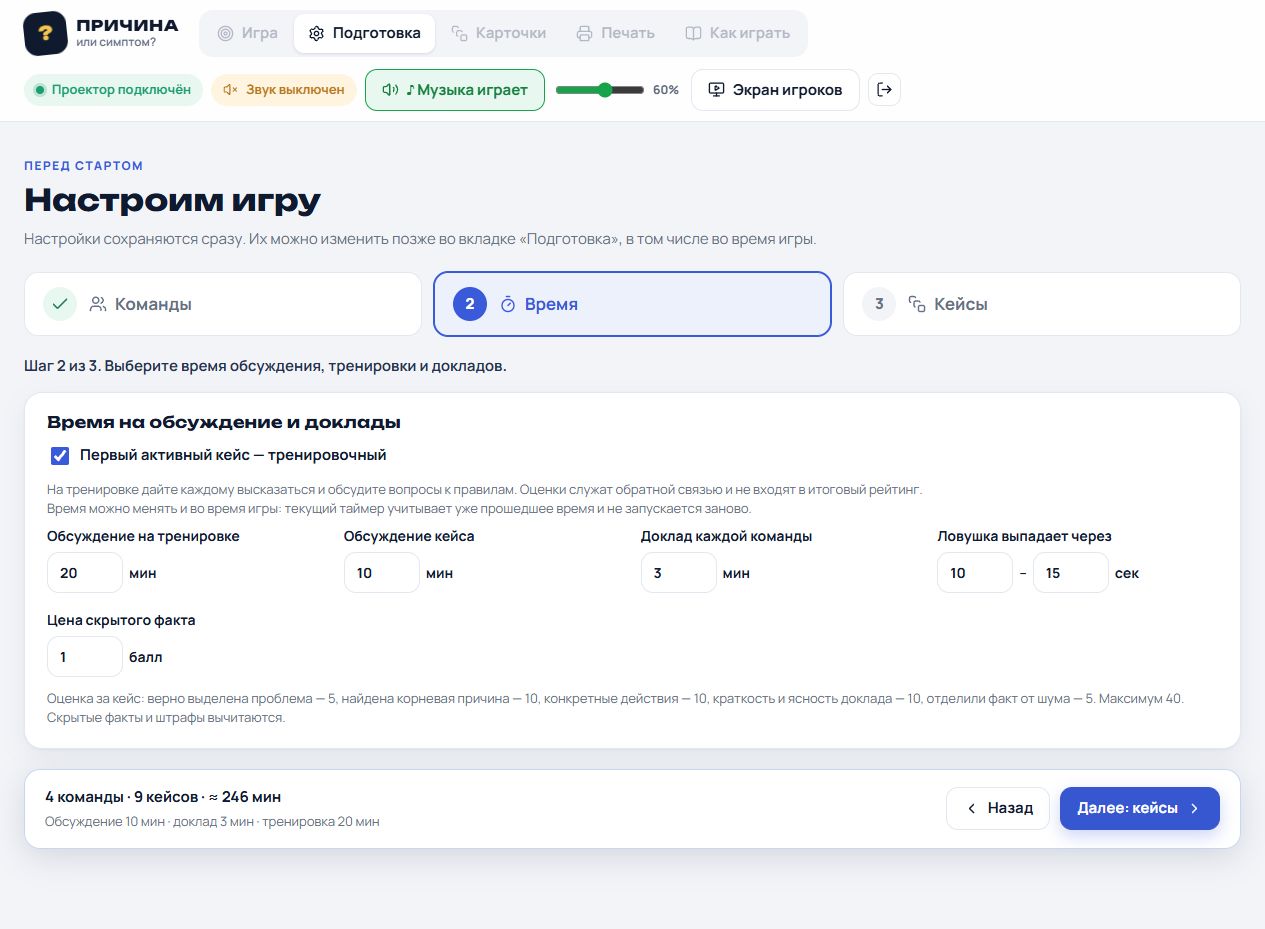 ?
ПРИЧИНА
или симптом?
Игра
Подготовка
Карточки
Печать
Как играть
Проектор подключён
Звук выключен
♪ Музыка играет
60%
Экран игроков
ПЕРЕД СТАРТОМ
Настроим игру
Настройки сохраняются сразу. Их можно изменить позже во вкладке «Подготовка», в том числе во время игры.
Команды
2 Время
3 Кейсы
Шаг 2 из 3. Выберите время обсуждения, тренировки и докладов.
Время на обсуждение и доклады
Первый активный кейс — тренировочный
На тренировке дайте каждому высказаться и обсудите вопросы к правилам. Оценки служат обратной связью и не входят в итоговый рейтинг.
Время можно менять и во время игры: текущий таймер учитывает уже прошедшее время и не запускается заново.
Обсуждение на тренировке
20 мин
Обсуждение кейса
10 мин
Доклад каждой команды
3 мин
Ловушка выпадает через
10 – 15 сек
Цена скрытого факта
1 балл
Оценка за кейс: верно выделена проблема — 5, найдена корневая причина — 10, конкретные действия — 10, краткость и ясность доклада — 10, отделили факт от шума — 5. Максимум 40.
Скрытые факты и штрафы вычитаются.
4 команды · 9 кейсов · ≈ 246 мин
Обсуждение 10 мин · доклад 3 мин · тренировка 20 мин
Назад
Далее: кейсы